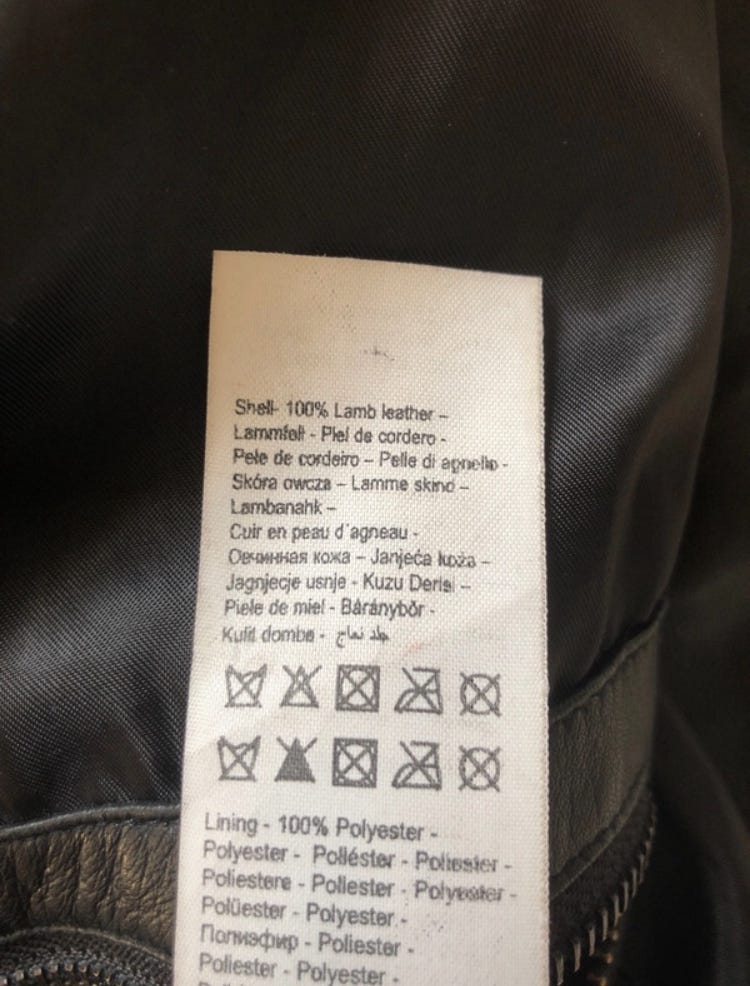 Shell- 100% Lamb leather –
Lammfell - Piel de cordero -
Pele de cordeiro – Pelle di agnello -
Skóra owcza – Lamme skind –
Lambanahk –
Cuir en peau d'agneau -
Овчинная кожа – Janjeća koža –
Jagnjecje usnje - Kuzu Derisi –
Piele de miel - Báránybőr -
Kulit domba - جلد نعاج
Lining - 100% Polyester -
Polyester - Poliéster - Poliester -
Poliestere - Poliester - Polyester -
Polüester - Polyester -
Полиэфир - Poliester -
Poliester - Polyester -